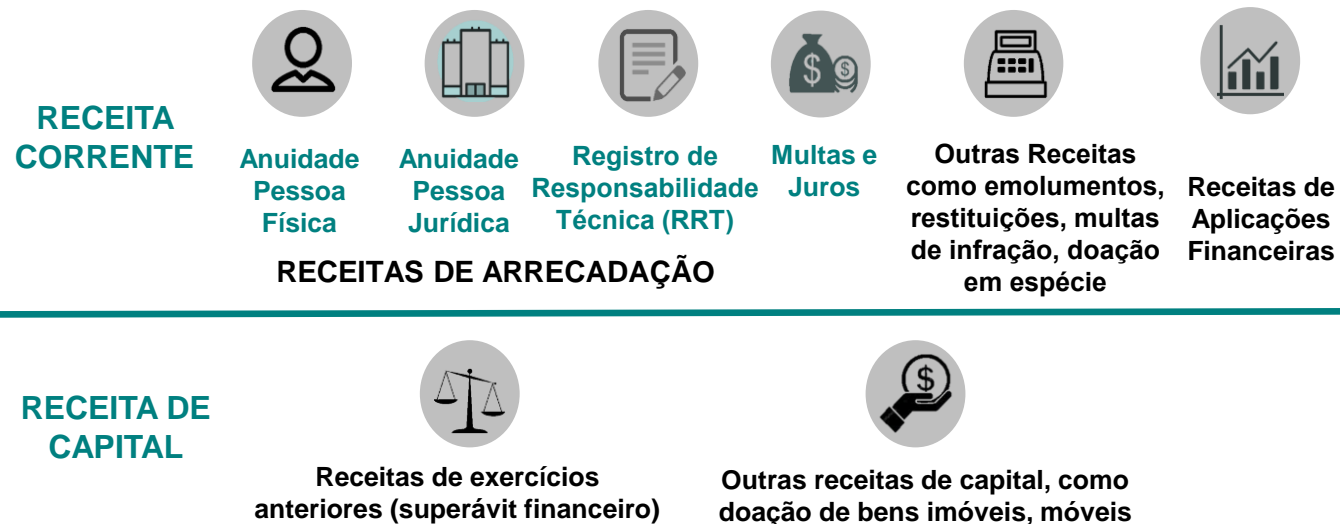 RECEITA
CORRENTE
Anuidade
Pessoa
Física
Anuidade
Pessoa
Jurídica
Registro de
Responsabilidade
Técnica (RRT)
Multas e
Juros
Outras Receitas
como emolumentos,
restituições, multas
de infração, doação
em espécie
Receitas de
Aplicações
Financeiras
RECEITAS DE ARRECADAÇÃO
RECEITA DE
CAPITAL
Receitas de exercícios
anteriores (superávit financeiro)
Outras receitas de capital, como
doação de bens imóveis, móveis